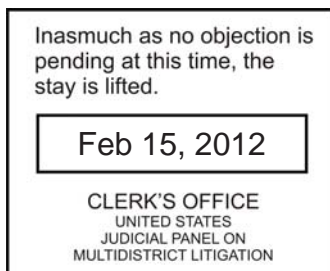 Inasmuch as no objection is
pending at this time, the
stay is lifted.
Feb 15, 2012
CLERK'S OFFICE
UNITED STATES
JUDICIAL PANEL ON
MULTIDISTRICT LITIGATION